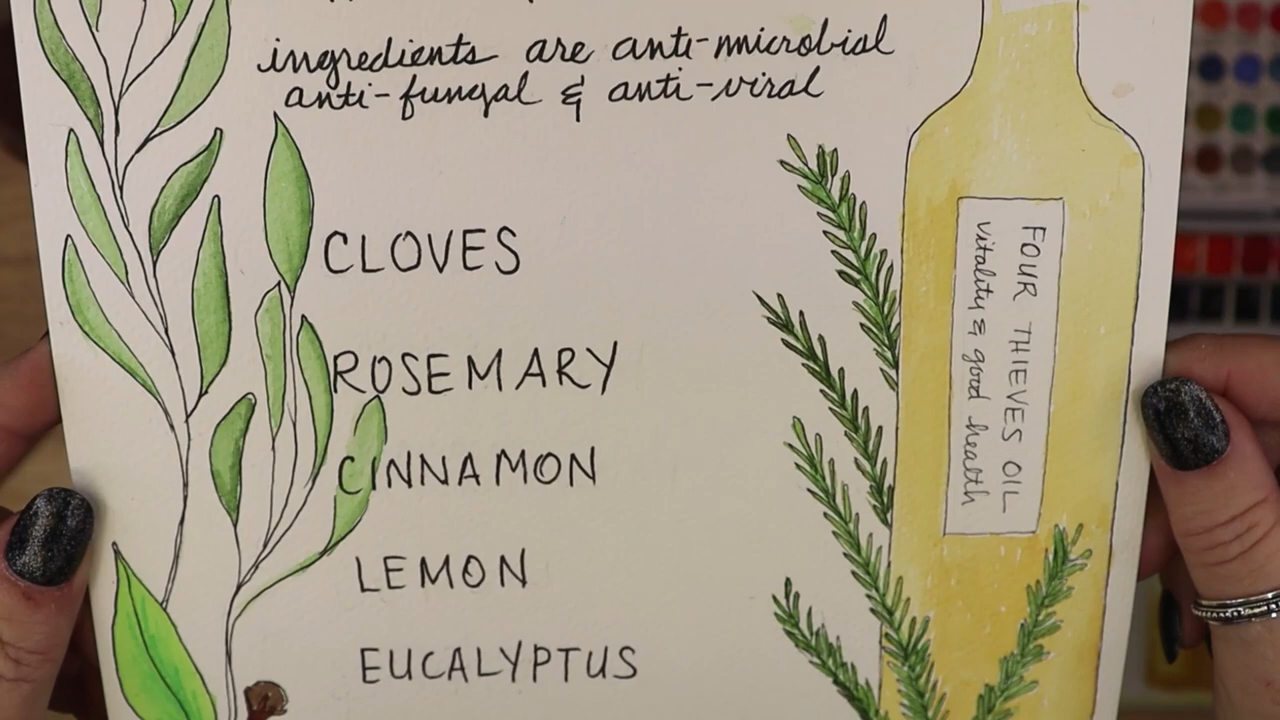 ingredients are anti-microbial
anti-fungal & anti-viral
CLOVES
ROSEMARY
CINNAMON
LEMON
EUCALYPTUS
FOUR THIEVES OIL
vitality & good health